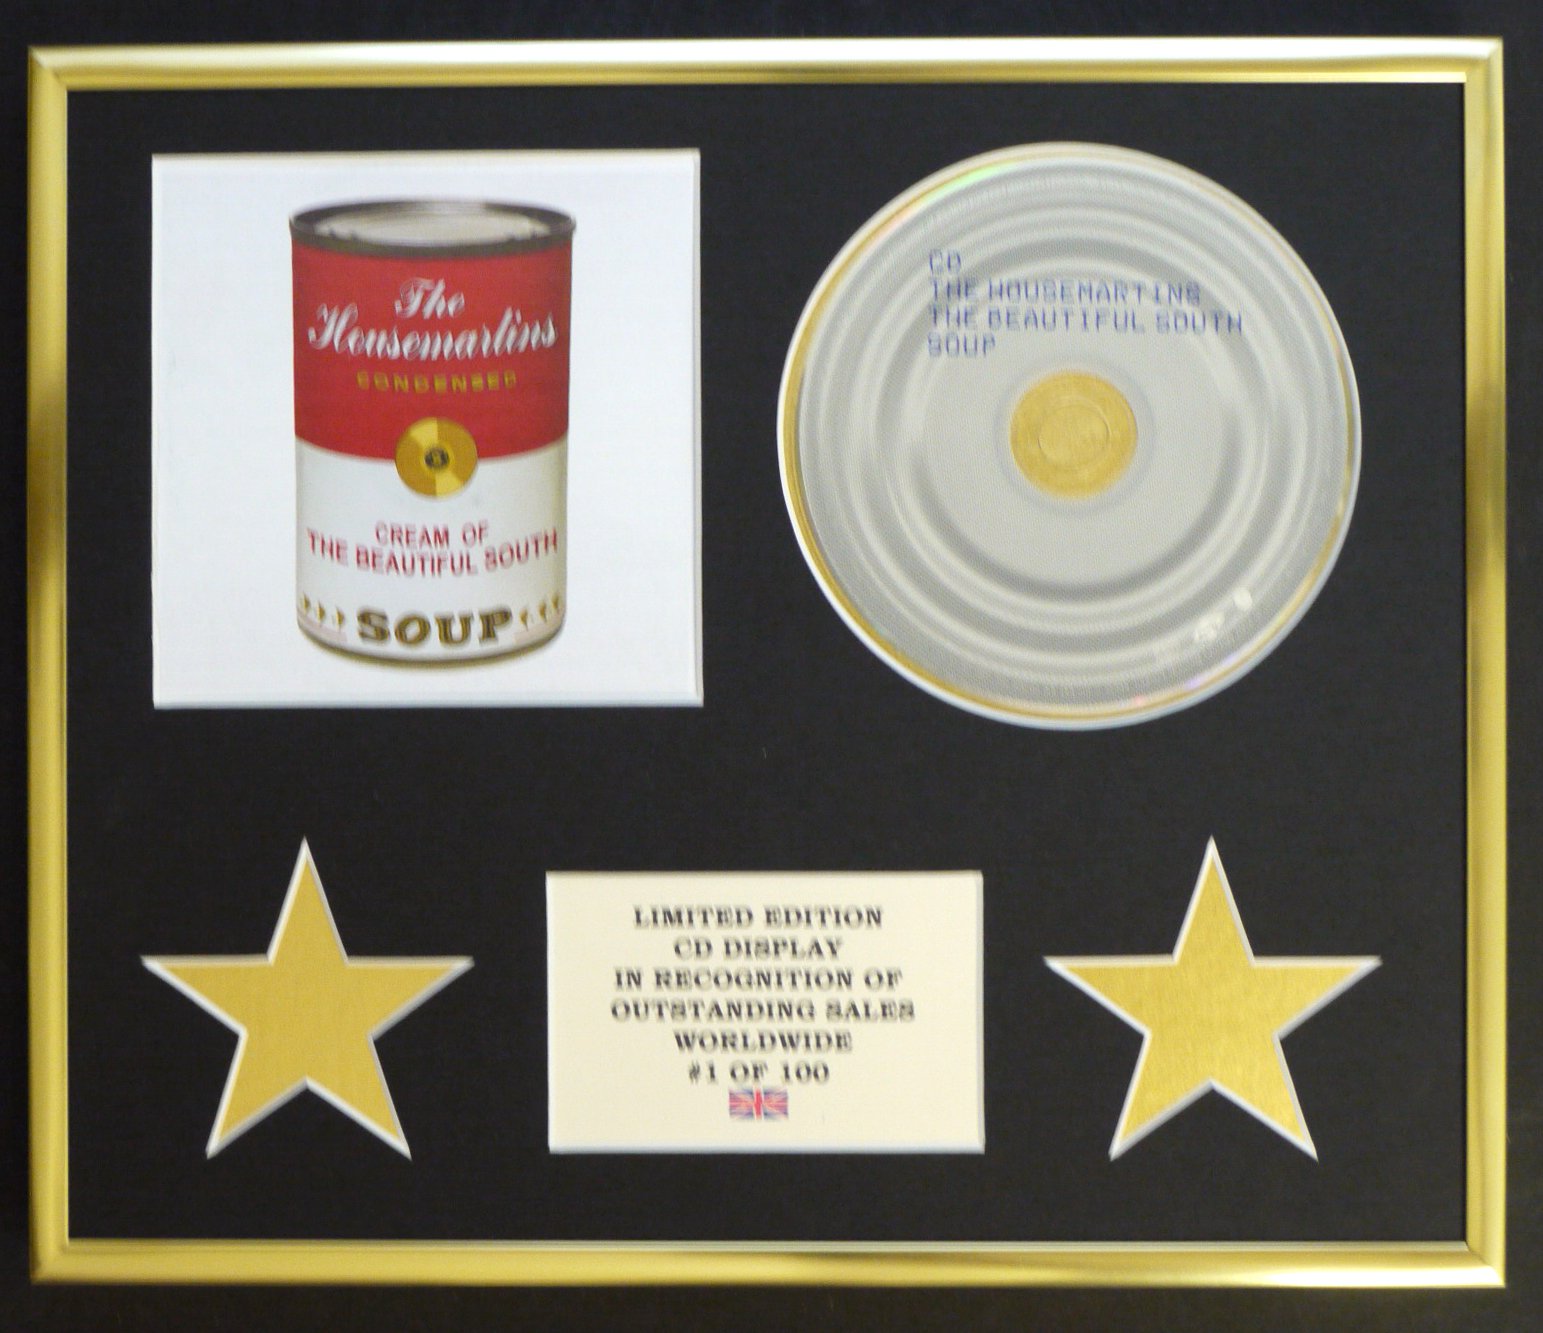 The
Housemartins
CONDENSED
CREAM OF
THE BEAUTIFUL SOUTH
SOUP
CD
THE HOUSEMARTINS
THE BEAUTIFUL SOUTH
SOUP
LIMITED EDITION
CD DISPLAY
IN RECOGNITION OF
OUTSTANDING SALES
WORLDWIDE
#1 OF 100